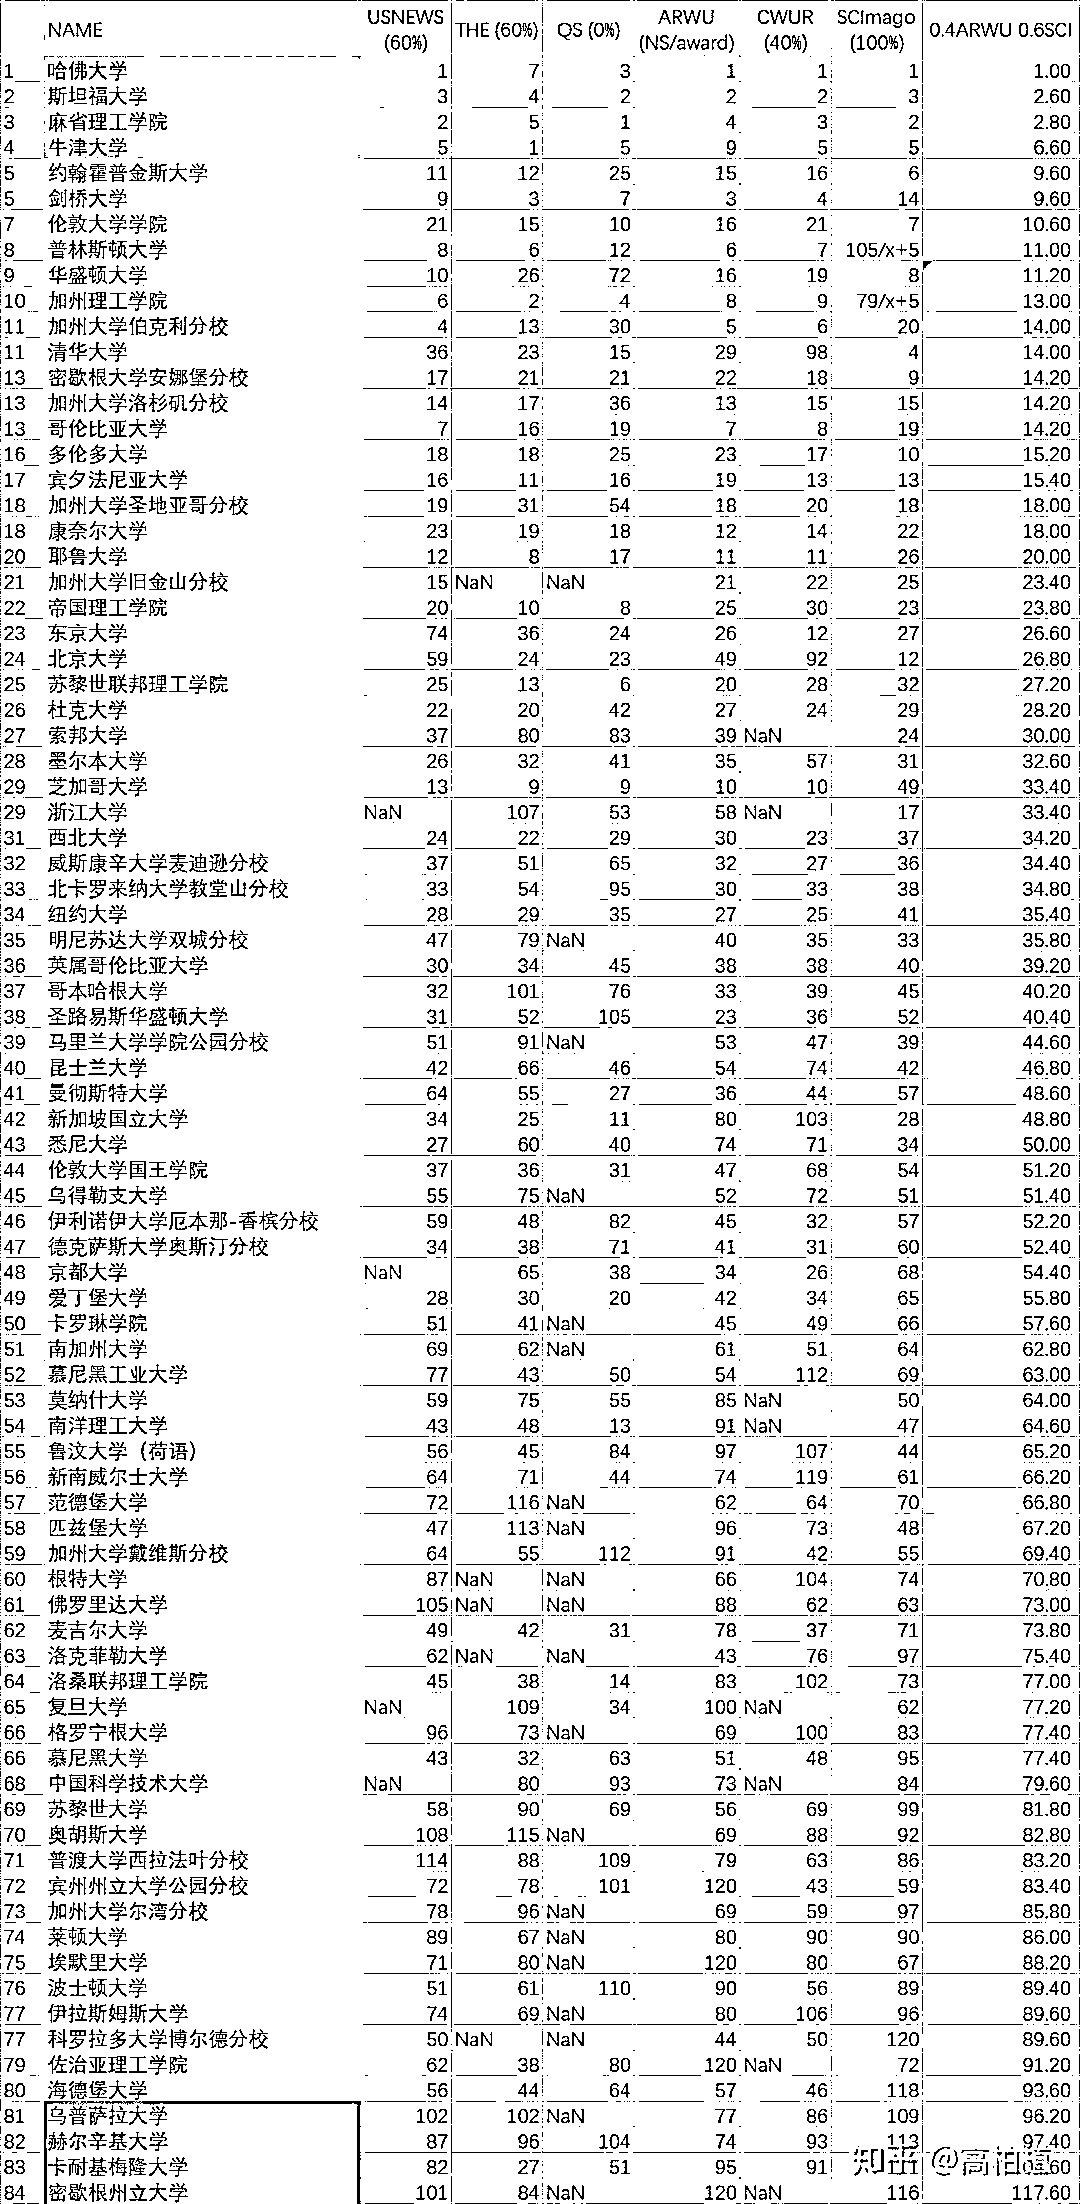 NAME USNEWS (60%) THE (60%) QS (0%) ARWU (NS/award) CWUR (40%) SCImago (100%) 0.4ARWU 0.6SCI
1 哈佛大学 1 7 3 1 1 1 1.00
2 斯坦福大学 3 4 2 2 2 3 2.60
3 麻省理工学院 2 5 1 4 3 2 2.80
4 牛津大学 5 1 5 9 5 5 6.60
5 约翰霍普金斯大学 11 12 25 15 16 6 9.60
5 剑桥大学 9 3 7 3 4 14 9.60
7 伦敦大学学院 21 15 10 16 21 7 10.60
8 普林斯顿大学 8 6 12 6 7 105/x+5 11.00
9 华盛顿大学 10 26 72 16 19 8 11.20
10 加州理工学院 6 2 4 8 9 79/x+5 13.00
11 加州大学伯克利分校 4 13 30 5 6 20 14.00
11 清华大学 36 23 15 29 98 4 14.00
13 密歇根大学安娜堡分校 17 21 21 22 18 9 14.20
13 加州大学洛杉矶分校 14 17 36 13 15 15 14.20
13 哥伦比亚大学 7 16 19 7 8 19 14.20
16 多伦多大学 18 18 25 23 17 10 15.20
17 宾夕法尼亚大学 16 11 16 19 13 13 15.40
18 加州大学圣地亚哥分校 19 31 54 18 20 18 18.00
18 康奈尔大学 23 19 18 12 14 22 18.00
20 耶鲁大学 12 8 17 11 11 26 20.00
21 加州大学旧金山分校 15 NaN NaN 21 22 25 23.40
22 帝国理工学院 20 10 8 25 30 23 23.80
23 东京大学 74 36 24 26 12 27 26.60
24 北京大学 59 24 23 49 92 12 26.80
25 苏黎世联邦理工学院 25 13 6 20 28 32 27.20
26 杜克大学 22 20 42 27 24 29 28.20
27 索邦大学 37 80 83 39 NaN 24 30.00
28 墨尔本大学 26 32 41 35 57 31 32.60
29 芝加哥大学 13 9 9 10 10 49 33.40
29 浙江大学 NaN 107 53 58 NaN 17 33.40
31 西北大学 24 22 29 30 23 37 34.20
32 威斯康辛大学麦迪逊分校 37 51 65 32 27 36 34.40
33 北卡罗来纳大学教堂山分校 33 54 95 30 33 38 34.80
34 纽约大学 28 29 35 27 25 41 35.40
35 明尼苏达大学双城分校 47 79 NaN 40 35 33 35.80
36 英属哥伦比亚大学 30 34 45 38 38 40 39.20
37 哥本哈根大学 32 101 76 33 39 45 40.20
38 圣路易斯华盛顿大学 31 52 105 23 36 52 40.40
39 马里兰大学学院公园分校 51 91 NaN 53 47 39 44.60
40 昆士兰大学 42 66 46 54 74 42 46.80
41 曼彻斯特大学 64 55 27 36 44 57 48.60
42 新加坡国立大学 34 25 11 80 103 28 48.80
43 悉尼大学 27 60 40 74 71 34 50.00
44 伦敦大学国王学院 37 36 31 47 68 54 51.20
45 乌得勒支大学 55 75 NaN 52 72 51 51.40
46 伊利诺伊大学厄本那-香槟分校 59 48 82 45 32 57 52.20
47 德克萨斯大学奥斯汀分校 34 38 71 41 31 60 52.40
48 京都大学 NaN 65 38 34 26 68 54.40
49 爱丁堡大学 28 30 20 42 34 65 55.80
50 卡罗琳学院 51 41 NaN 45 49 66 57.60
51 南加州大学 69 62 NaN 61 51 64 62.80
52 慕尼黑工业大学 77 43 50 54 112 69 63.00
53 莫纳什大学 59 75 55 85 NaN 50 64.00
54 南洋理工大学 43 48 13 91 NaN 47 64.60
55 鲁汶大学（荷语） 56 45 84 97 107 44 65.20
56 新南威尔士大学 64 71 44 74 119 61 66.20
57 范德堡大学 72 116 NaN 62 64 70 66.80
58 匹兹堡大学 47 113 NaN 96 73 48 67.20
59 加州大学戴维斯分校 64 55 112 91 42 55 69.40
60 根特大学 87 NaN NaN 66 104 74 70.80
61 佛罗里达大学 105 NaN NaN 88 62 63 73.00
62 麦吉尔大学 49 42 31 78 37 71 73.80
63 洛克菲勒大学 62 NaN NaN 43 76 97 75.40
64 洛桑联邦理工学院 45 38 14 83 102 73 77.00
65 复旦大学 NaN 109 34 100 NaN 62 77.20
66 格罗宁根大学 96 73 NaN 69 100 83 77.40
66 慕尼黑大学 43 32 63 51 48 95 77.40
68 中国科学技术大学 NaN 80 93 73 NaN 84 79.60
69 苏黎世大学 58 90 69 56 69 99 81.80
70 奥胡斯大学 108 115 NaN 69 88 92 82.80
71 普渡大学西拉法叶分校 114 88 109 79 63 86 83.20
72 宾州州立大学公园分校 72 78 101 120 43 59 83.40
73 加州大学尔湾分校 78 96 NaN 69 59 97 85.80
74 莱顿大学 89 67 NaN 80 90 90 86.00
75 埃默里大学 71 80 NaN 120 80 67 88.20
76 波士顿大学 51 61 110 90 56 89 89.40
77 伊拉斯姆斯大学 74 69 NaN 80 106 96 89.60
77 科罗拉多大学博尔德分校 50 NaN NaN 44 50 120 89.60
79 佐治亚理工学院 62 38 80 120 NaN 72 91.20
80 海德堡大学 56 44 64 57 46 118 93.60
81 乌普萨拉大学 102 102 NaN 77 86 109 96.20
82 赫尔辛基大学 87 96 104 74 93 113 97.40
83 卡耐基梅隆大学 82 27 51 95 91
84 密歇根州立大学 101 84 NaN 120 NaN 116 117.60
知乎 @高柏